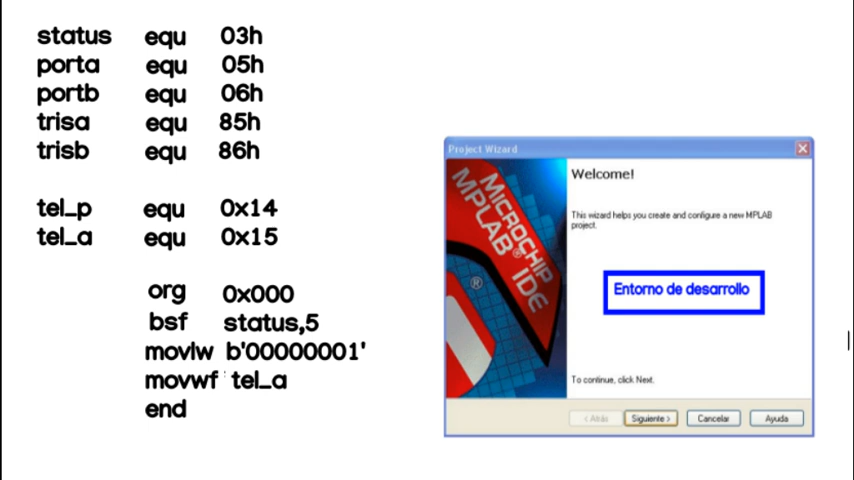 status equ 03h
porta equ 05h
portb equ 06h
trisa equ 85h
trisb equ 86h
tel_p equ 0x14
tel_a equ 0x15
org 0x000
bsf status,5
movlw b'00000001'
movwf tel_a
end
Project Wizard
MICROCHIP
MPLAB® IDE
®
Welcome!
This wizard helps you create and configure a new MPLAB
project.
Entorno de desarrollo
To continue, click Next.
< Atrás Siguiente > Cancelar Ayuda